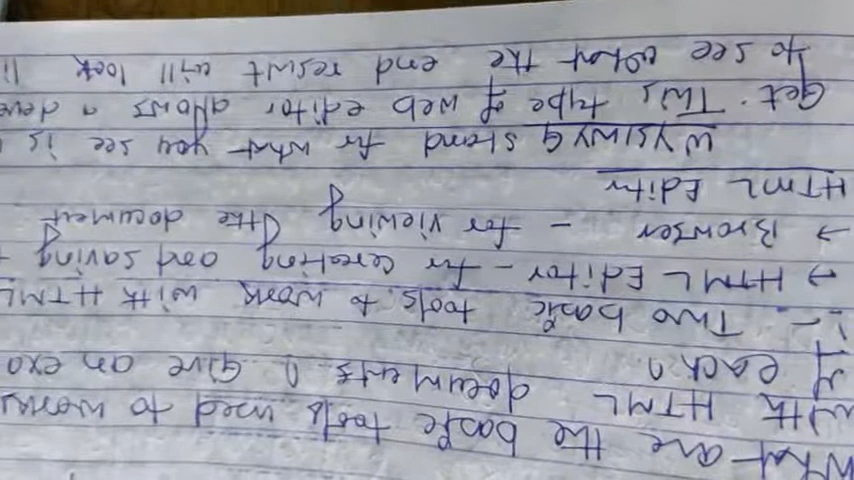 What are the basic tools used to work
with HTML documents. Give an exa
of each.
:- Two basic tools to work with HTML
→ HTML Editor - for cereating and saving
→ Browser - for viewing the document
HTML Editor
WYSIWYG stand for what you see is
get. This type of web editor allows a deve
to see what the end result will look li